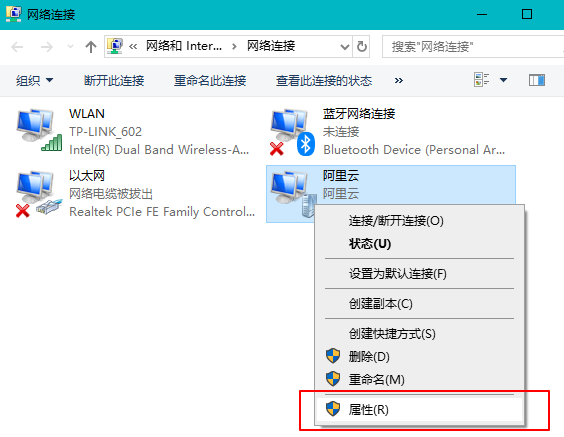 网络连接
« 网络和 Inter... › 网络连接
搜索"网络连接"
组织 断开此连接 重命名此连接 查看此连接的状态 »
WLAN
TP-LINK_602
Intel(R) Dual Band Wireless-A...
蓝牙网络连接
未连接
Bluetooth Device (Personal Ar...
以太网
网络电缆被拔出
Realtek PCIe FE Family Control...
阿里云
阿里云
连接/断开连接(O)
状态(U)
设置为默认连接(F)
创建副本(C)
创建快捷方式(S)
删除(D)
重命名(M)
属性(R)